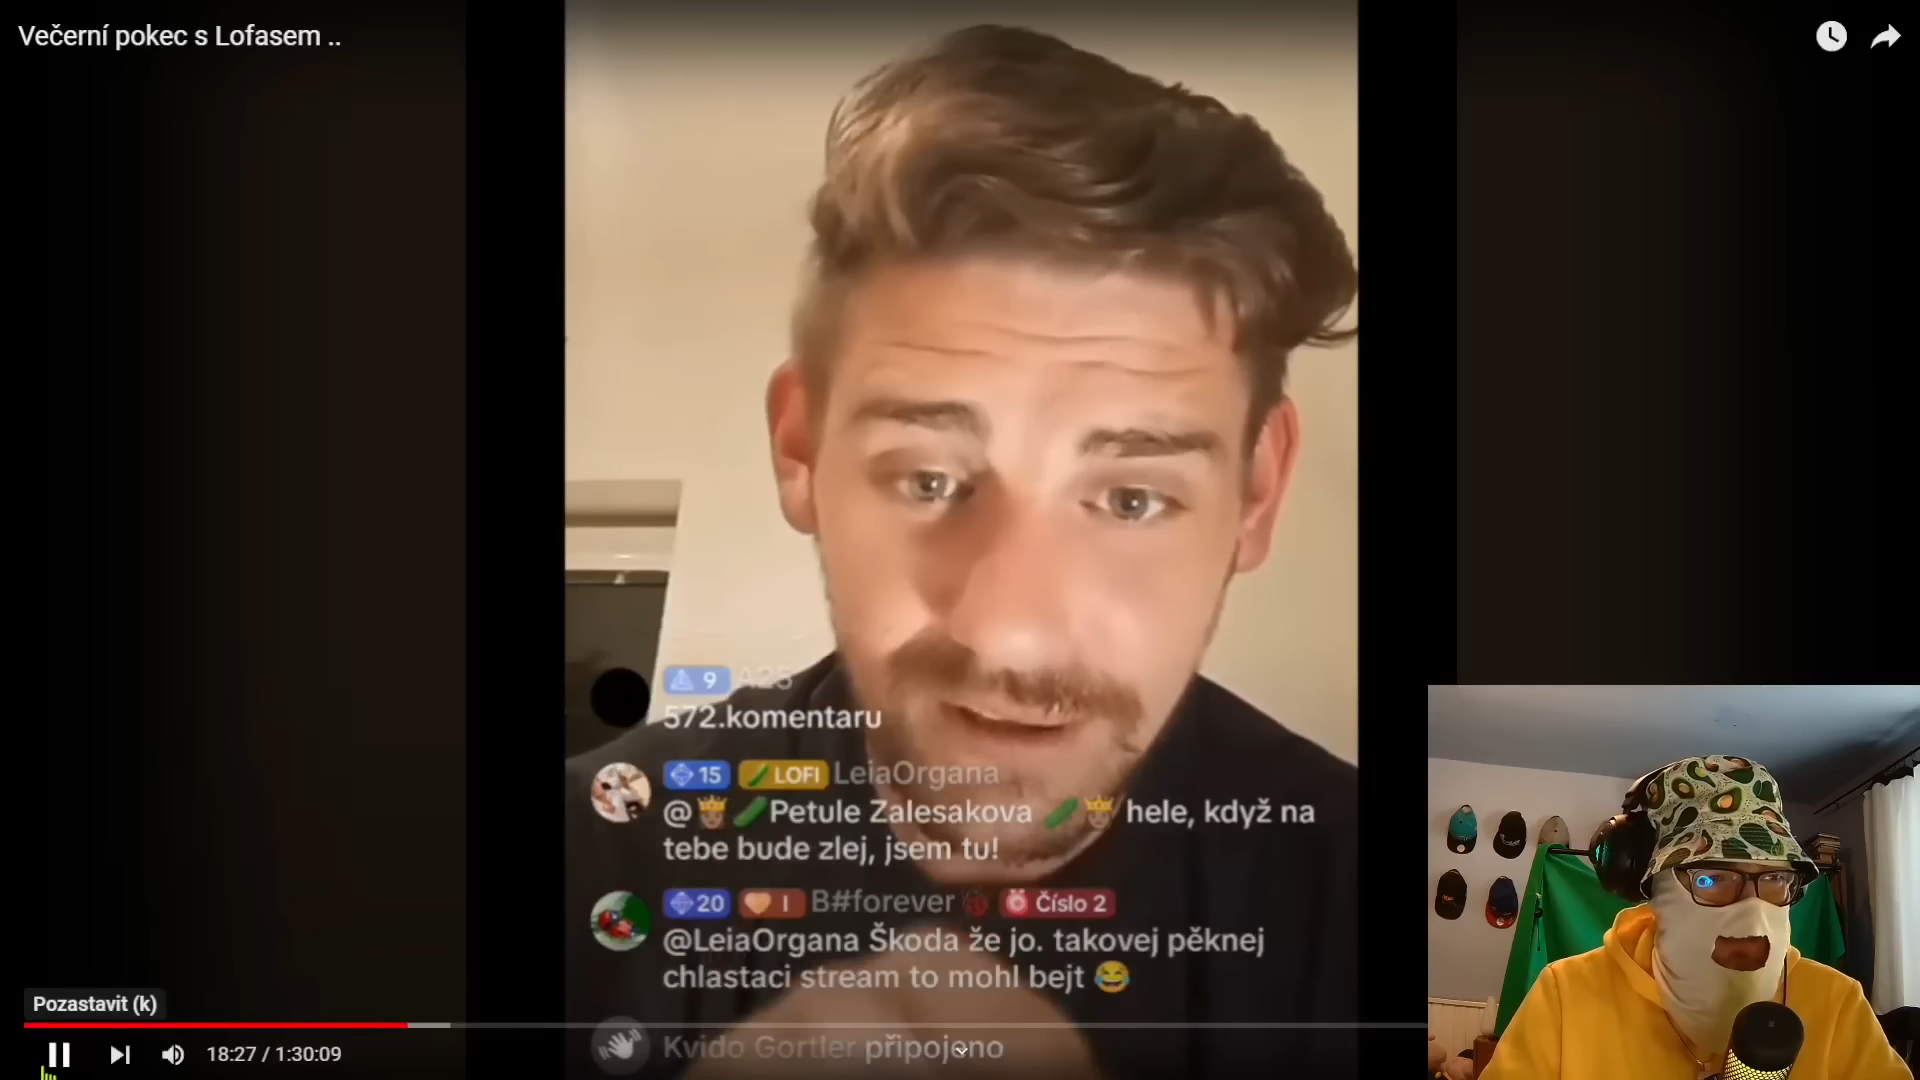 Večerní pokec s Lofasem ..
9 A25
572.komentaru
15 LOFI LeiaOrgana
@🤴🥒Petule Zalesakova 🥒🤴 hele, když na
tebe bude zlej, jsem tu!
20 I B#forever🐞 Číslo 2
@LeiaOrgana Škoda že jo. takovej pěknej
chlastaci stream to mohl bejt 😂
Kvido Gortler připojeno
Pozastavit (k)
18:27 / 1:30:09